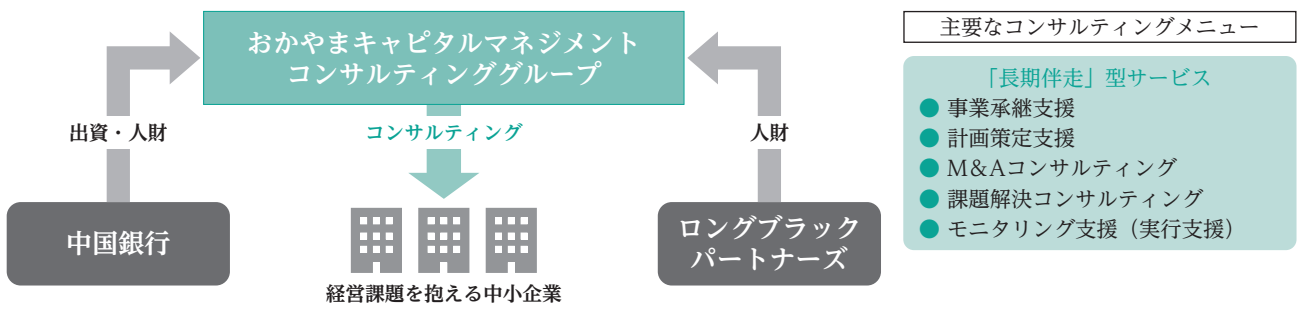 おかやまキャピタルマネジメント
コンサルティンググループ
出資・人財
コンサルティング
人財
中国銀行
経営課題を抱える中小企業
ロングブラック
パートナーズ
主要なコンサルティングメニュー
「長期伴走」型サービス
● 事業承継支援
● 計画策定支援
● M&Aコンサルティング
● 課題解決コンサルティング
● モニタリング支援（実行支援）